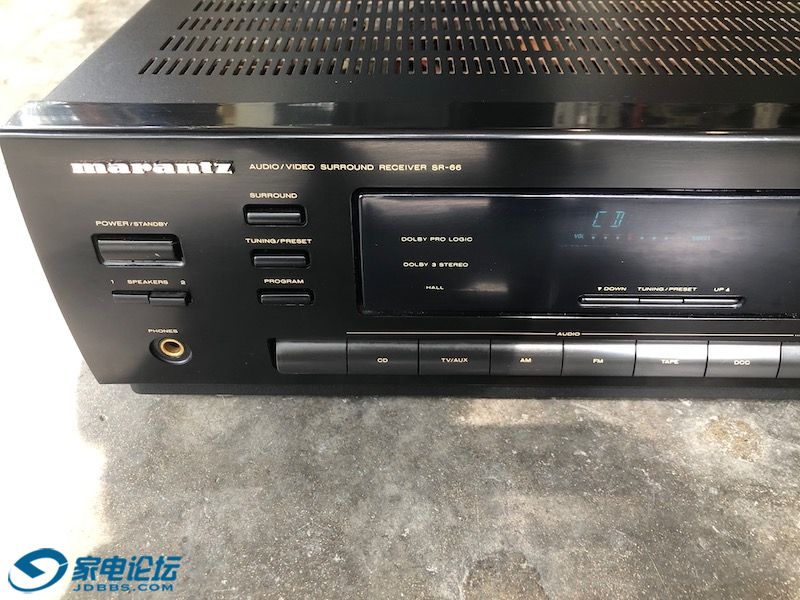 marantz AUDIO/VIDEO SURROUND RECEIVER SR-66
SURROUND
POWER/STANDBY
TUNING/PRESET
1 SPEAKERS 2
PROGRAM
PHONES
CD
VOL
DOLBY PRO LOGIC
DOLBY 3 STEREO
HALL
▼ DOWN TUNING/PRESET UP ▲
AUDIO
CD TV/AUX AM FM TAPE DCC
家电论坛
JDBBS.COM